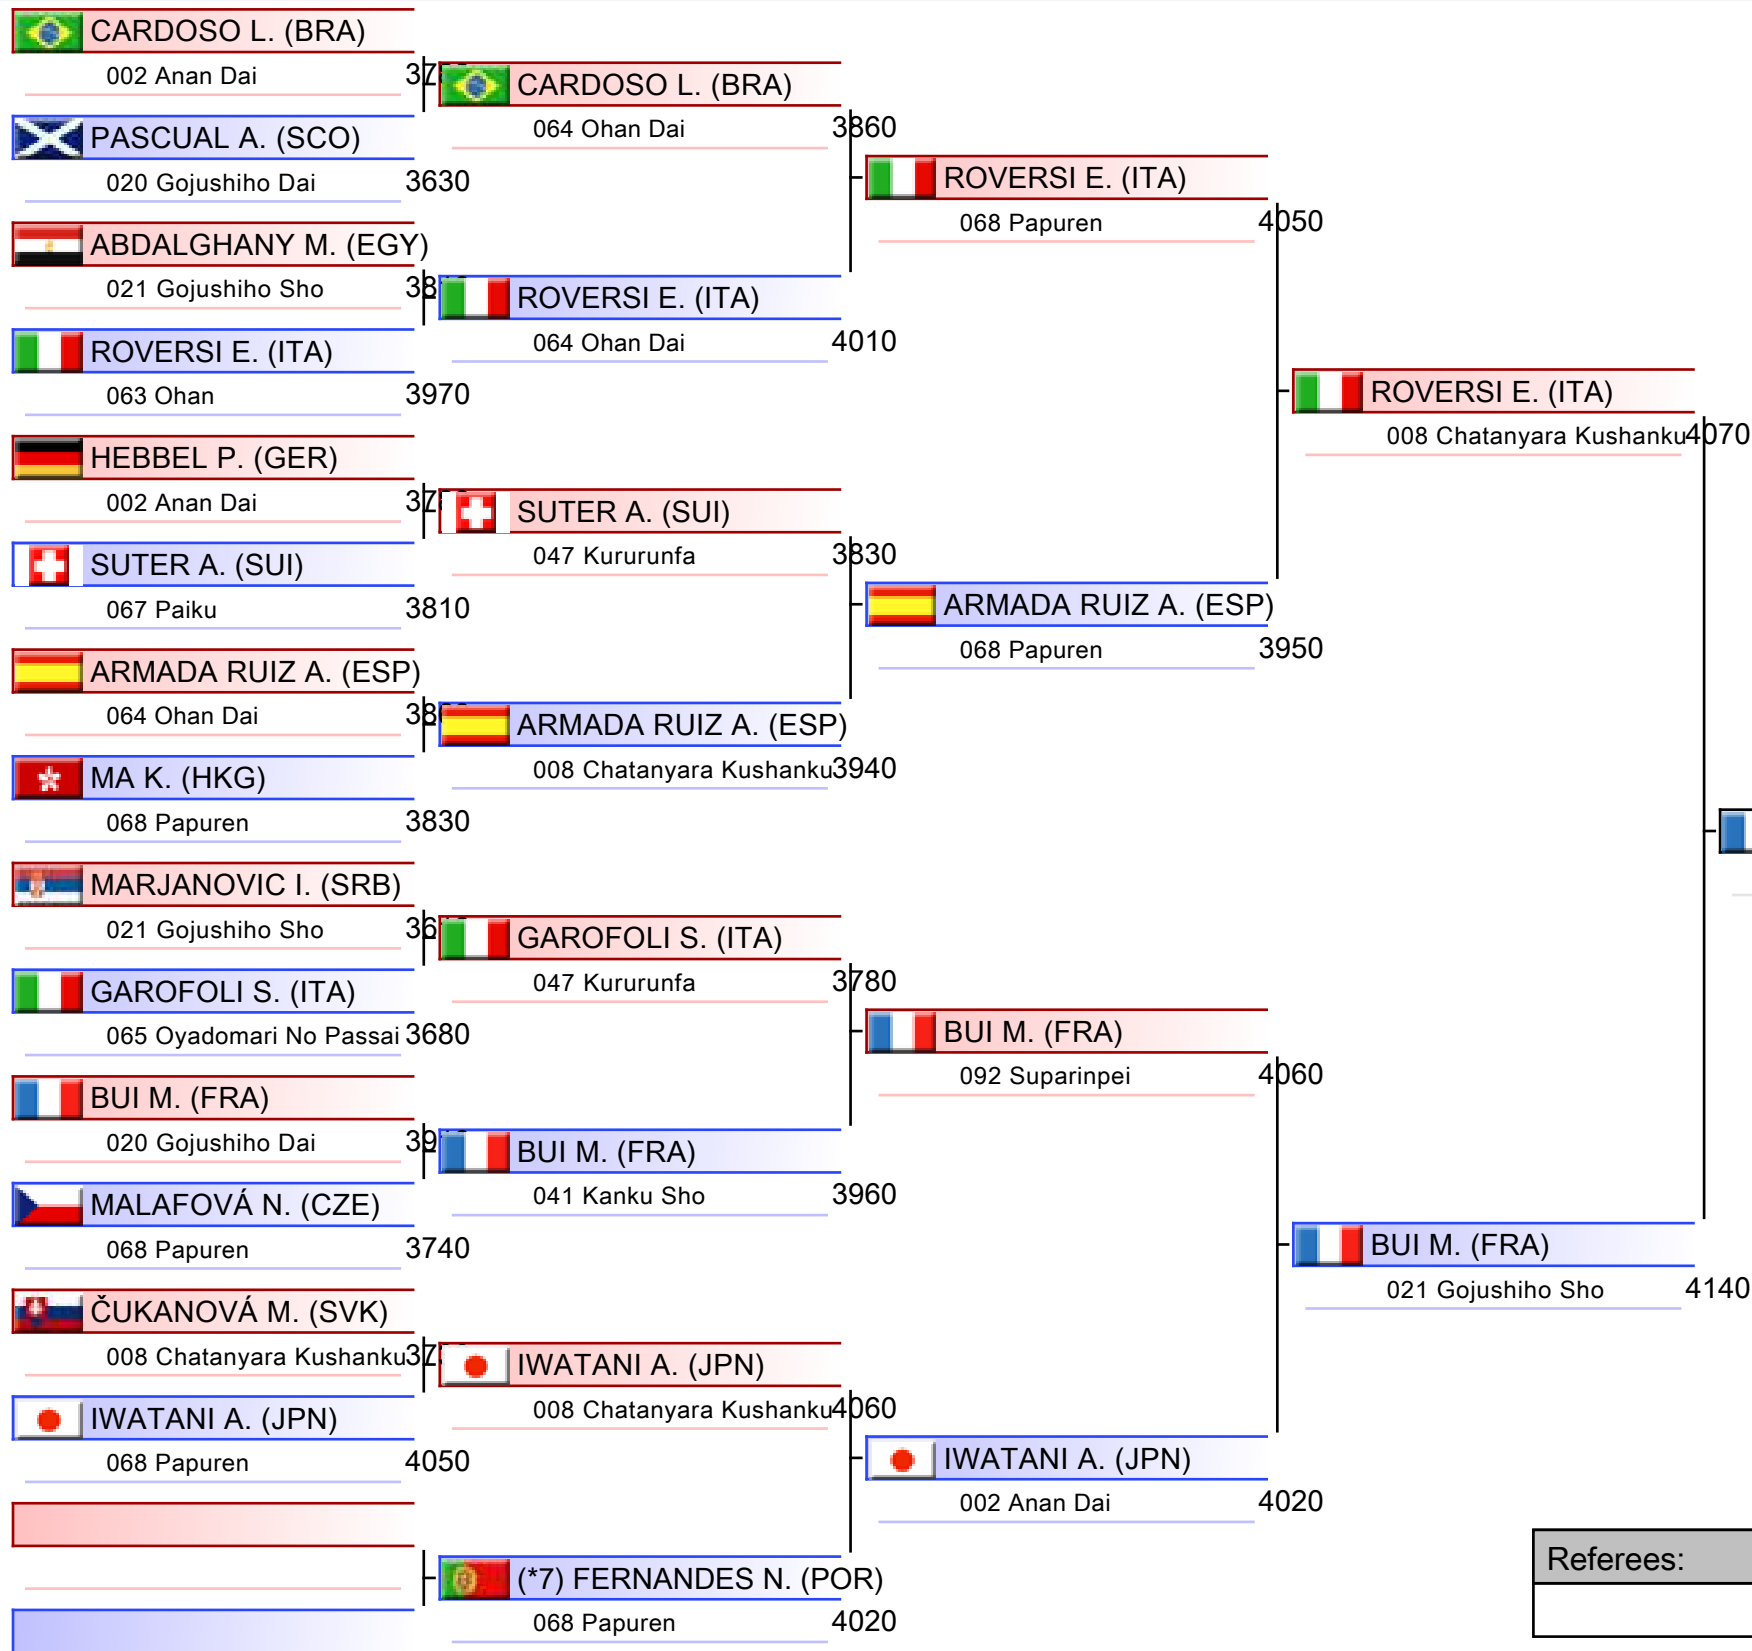 CARDOSO L. (BRA)
002 Anan Dai
PASCUAL A. (SCO)
020 Gojushiho Dai 3630
ABDALGHANY M. (EGY)
021 Gojushiho Sho
ROVERSI E. (ITA)
063 Ohan 3970
HEBBEL P. (GER)
002 Anan Dai
SUTER A. (SUI)
067 Paiku 3810
ARMADA RUIZ A. (ESP)
064 Ohan Dai
MA K. (HKG)
068 Papuren 3830
MARJANOVIC I. (SRB)
021 Gojushiho Sho
GAROFOLI S. (ITA)
065 Oyadomari No Passai 3680
BUI M. (FRA)
020 Gojushiho Dai
MALAFOVÁ N. (CZE)
068 Papuren 3740
ČUKANOVÁ M. (SVK)
008 Chatanyara Kushanku
IWATANI A. (JPN)
068 Papuren 4050
CARDOSO L. (BRA)
064 Ohan Dai 3860
ROVERSI E. (ITA)
064 Ohan Dai 4010
SUTER A. (SUI)
047 Kururunfa 3830
ARMADA RUIZ A. (ESP)
008 Chatanyara Kushanku 3940
GAROFOLI S. (ITA)
047 Kururunfa 3780
BUI M. (FRA)
041 Kanku Sho 3960
IWATANI A. (JPN)
008 Chatanyara Kushanku 4060
(*7) FERNANDES N. (POR)
068 Papuren 4020
ROVERSI E. (ITA)
068 Papuren 4050
ARMADA RUIZ A. (ESP)
068 Papuren 3950
BUI M. (FRA)
092 Suparinpei 4060
IWATANI A. (JPN)
002 Anan Dai 4020
ROVERSI E. (ITA)
008 Chatanyara Kushanku 4070
BUI M. (FRA)
021 Gojushiho Sho 4140
Referees: